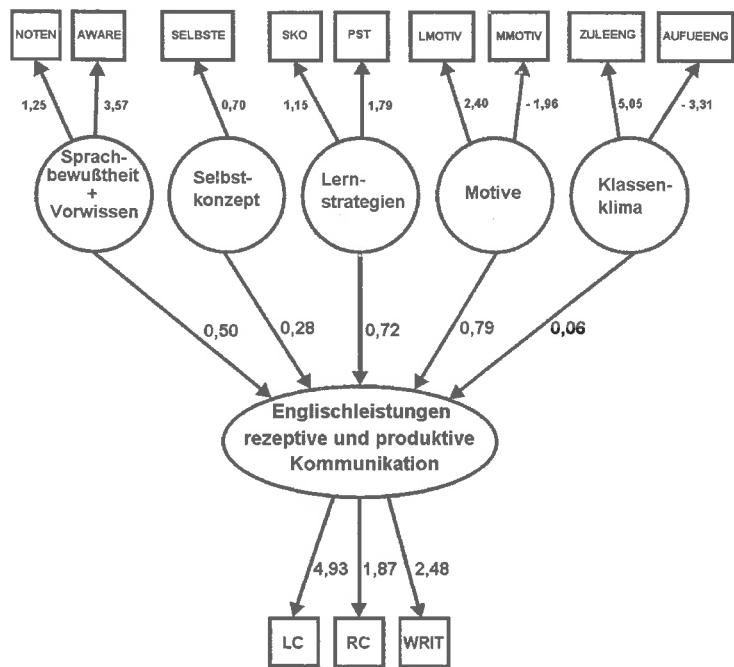 NOTEN AWARE SELBSTE SKO PST LMOTIV MMOTIV ZULEENG AUFUEENG
1,25 3,57 0,70 1,15 1,79 2,40 - 1,96 5,05 - 3,31
Sprach-
bewußtheit
+
Vorwissen
Selbst-
konzept
Lern-
strategien
Motive
Klassen-
klima
0,50 0,28 0,72 0,79 0,06
Englischleistungen
rezeptive und produktive
Kommunikation
4,93 1,87 2,48
LC RC WRIT